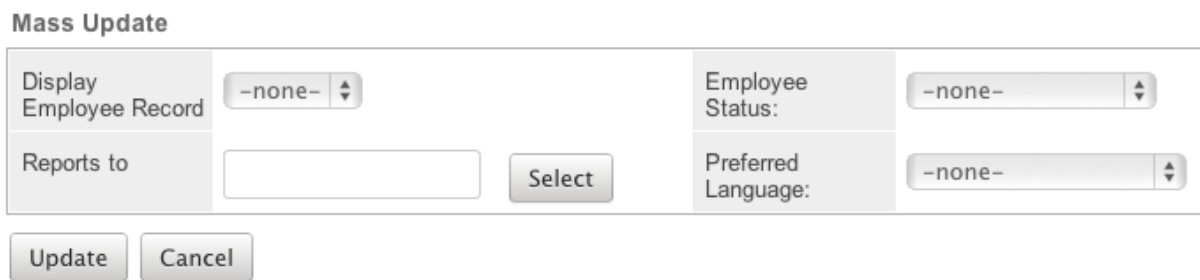 Mass Update
Display
Employee Record
-none-
Employee
Status:
-none-
Reports to
Select
Preferred
Language:
-none-
Update
Cancel